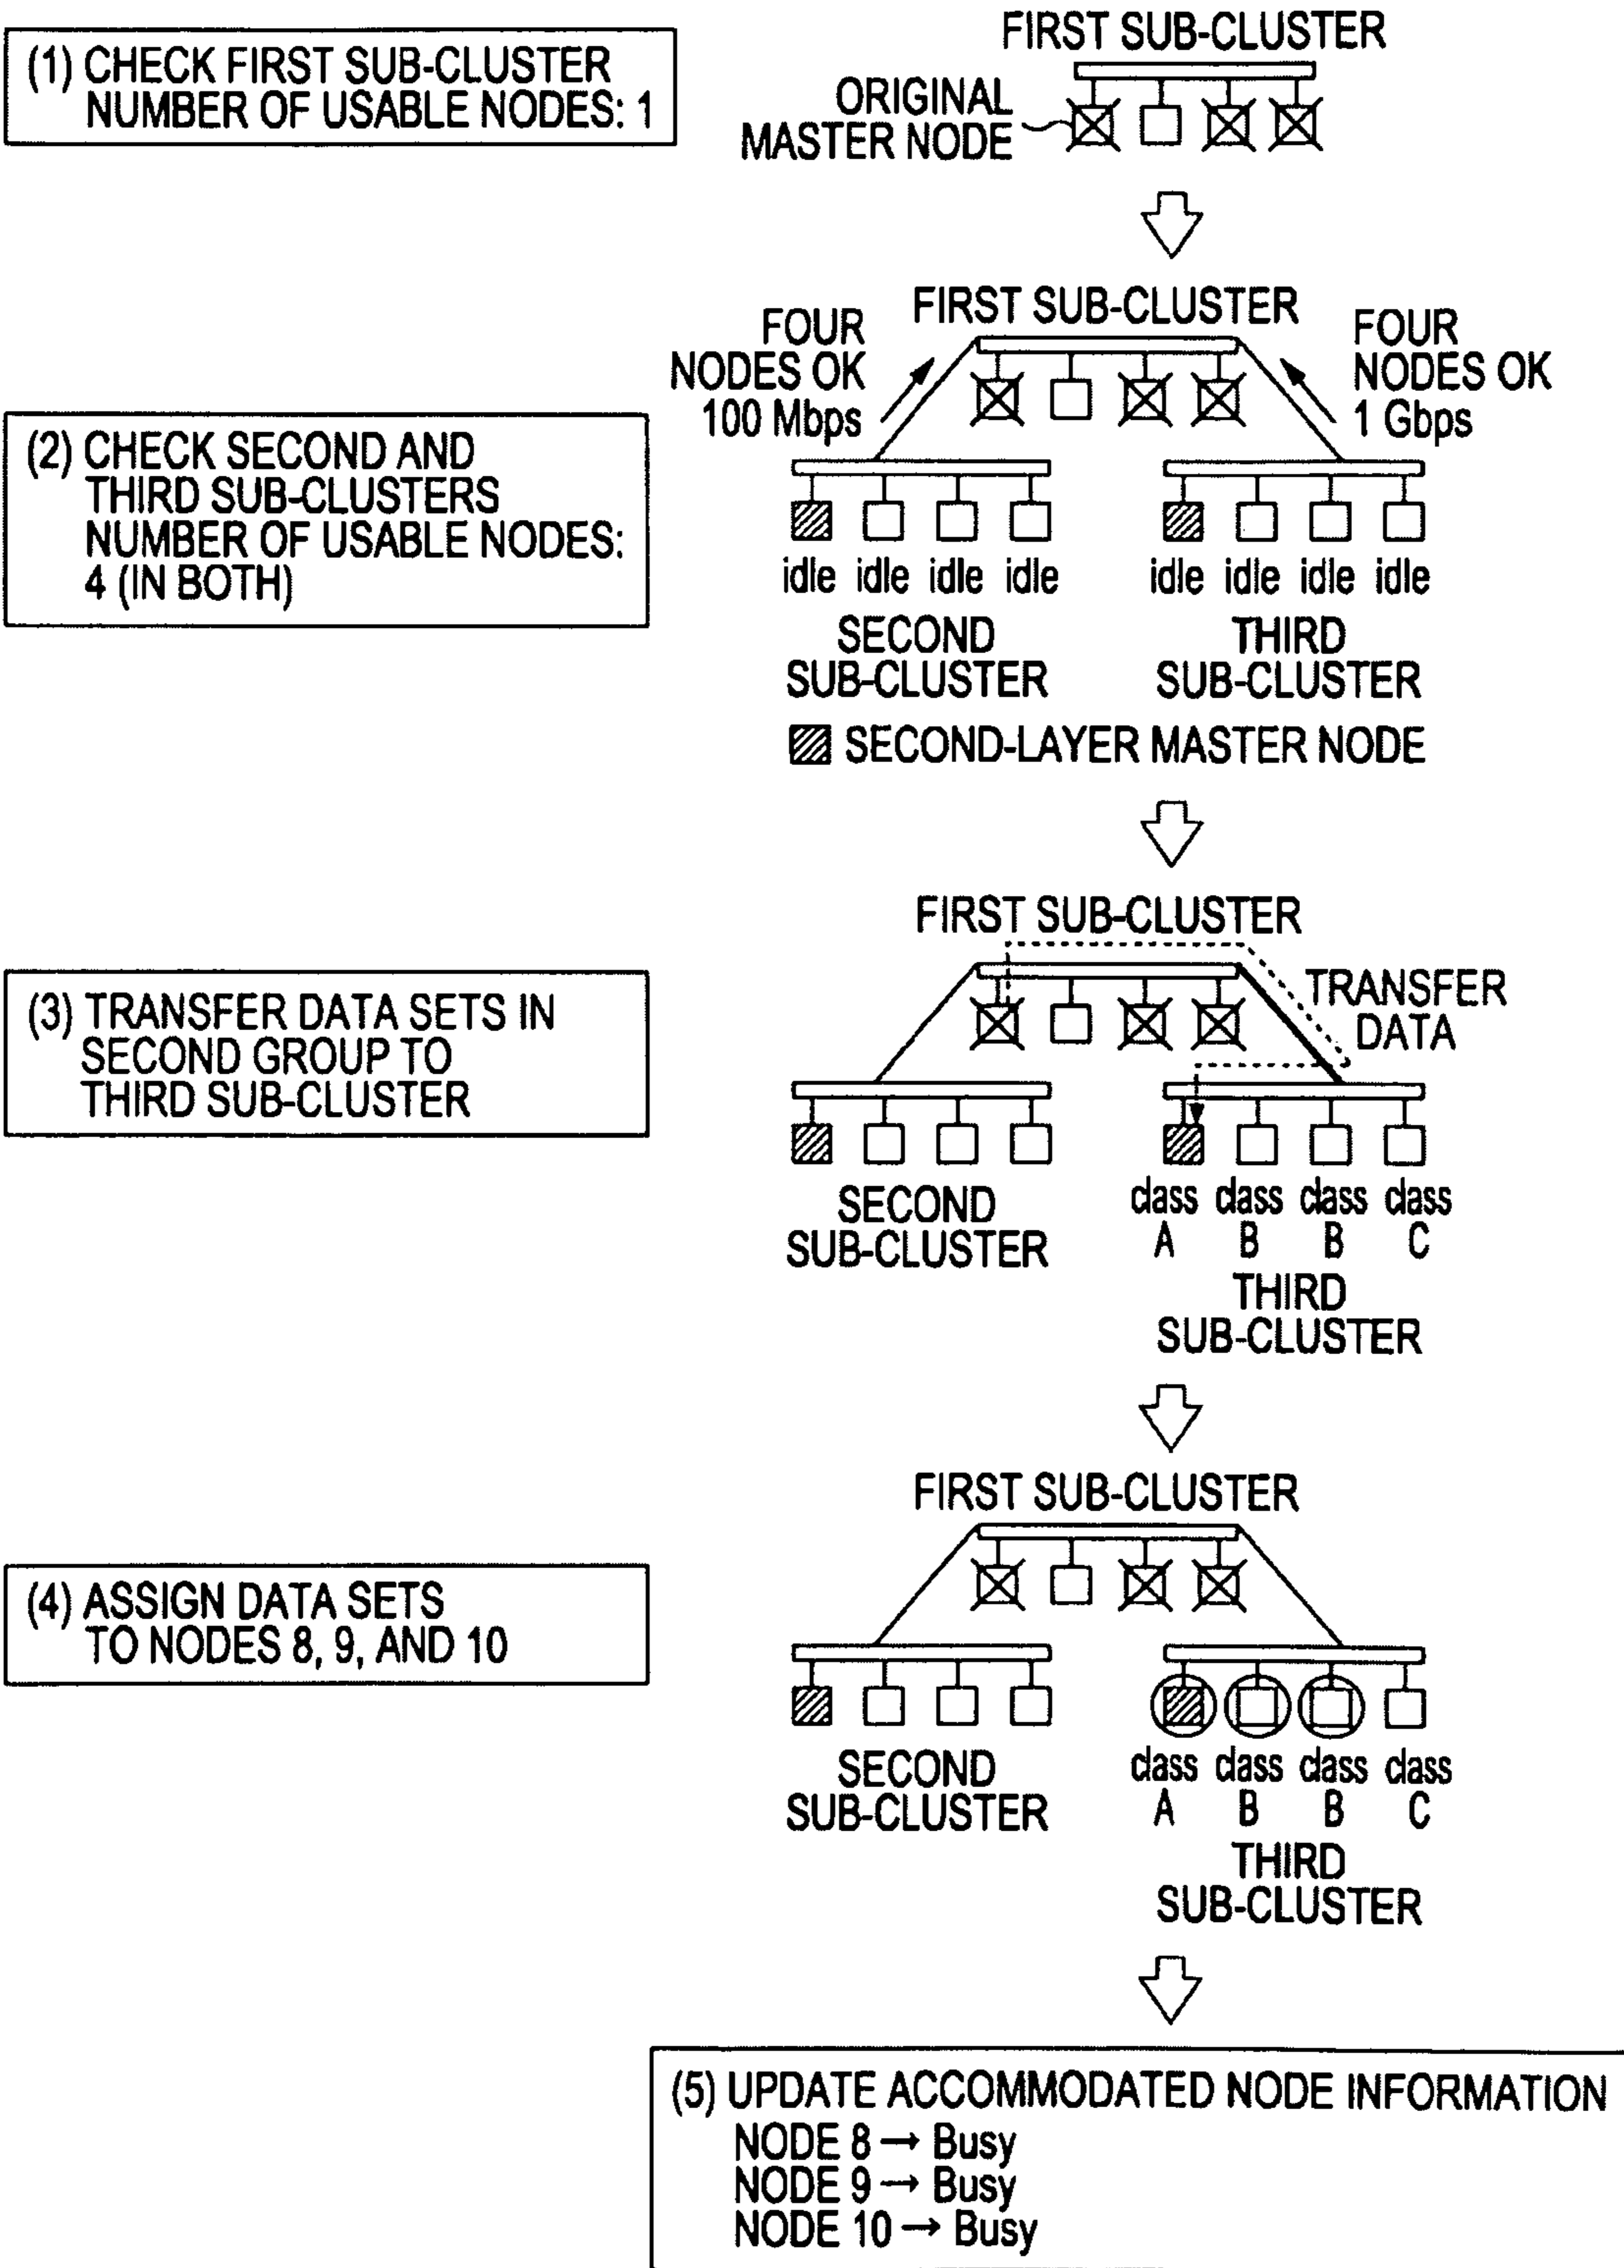 (1) CHECK FIRST SUB-CLUSTER
NUMBER OF USABLE NODES: 1
FIRST SUB-CLUSTER
ORIGINAL
MASTER NODE
FIRST SUB-CLUSTER
FOUR
NODES OK
100 Mbps
FOUR
NODES OK
1 Gbps
(2) CHECK SECOND AND
THIRD SUB-CLUSTERS
NUMBER OF USABLE NODES:
4 (IN BOTH)
idle idle idle idle
idle idle idle idle
SECOND
SUB-CLUSTER
THIRD
SUB-CLUSTER
SECOND-LAYER MASTER NODE
FIRST SUB-CLUSTER
TRANSFER
DATA
(3) TRANSFER DATA SETS IN
SECOND GROUP TO
THIRD SUB-CLUSTER
SECOND
SUB-CLUSTER
class class class class
A B B C
THIRD
SUB-CLUSTER
FIRST SUB-CLUSTER
(4) ASSIGN DATA SETS
TO NODES 8, 9, AND 10
SECOND
SUB-CLUSTER
class class class class
A B B C
THIRD
SUB-CLUSTER
(5) UPDATE ACCOMMODATED NODE INFORMATION
NODE 8 → Busy
NODE 9 → Busy
NODE 10 → Busy